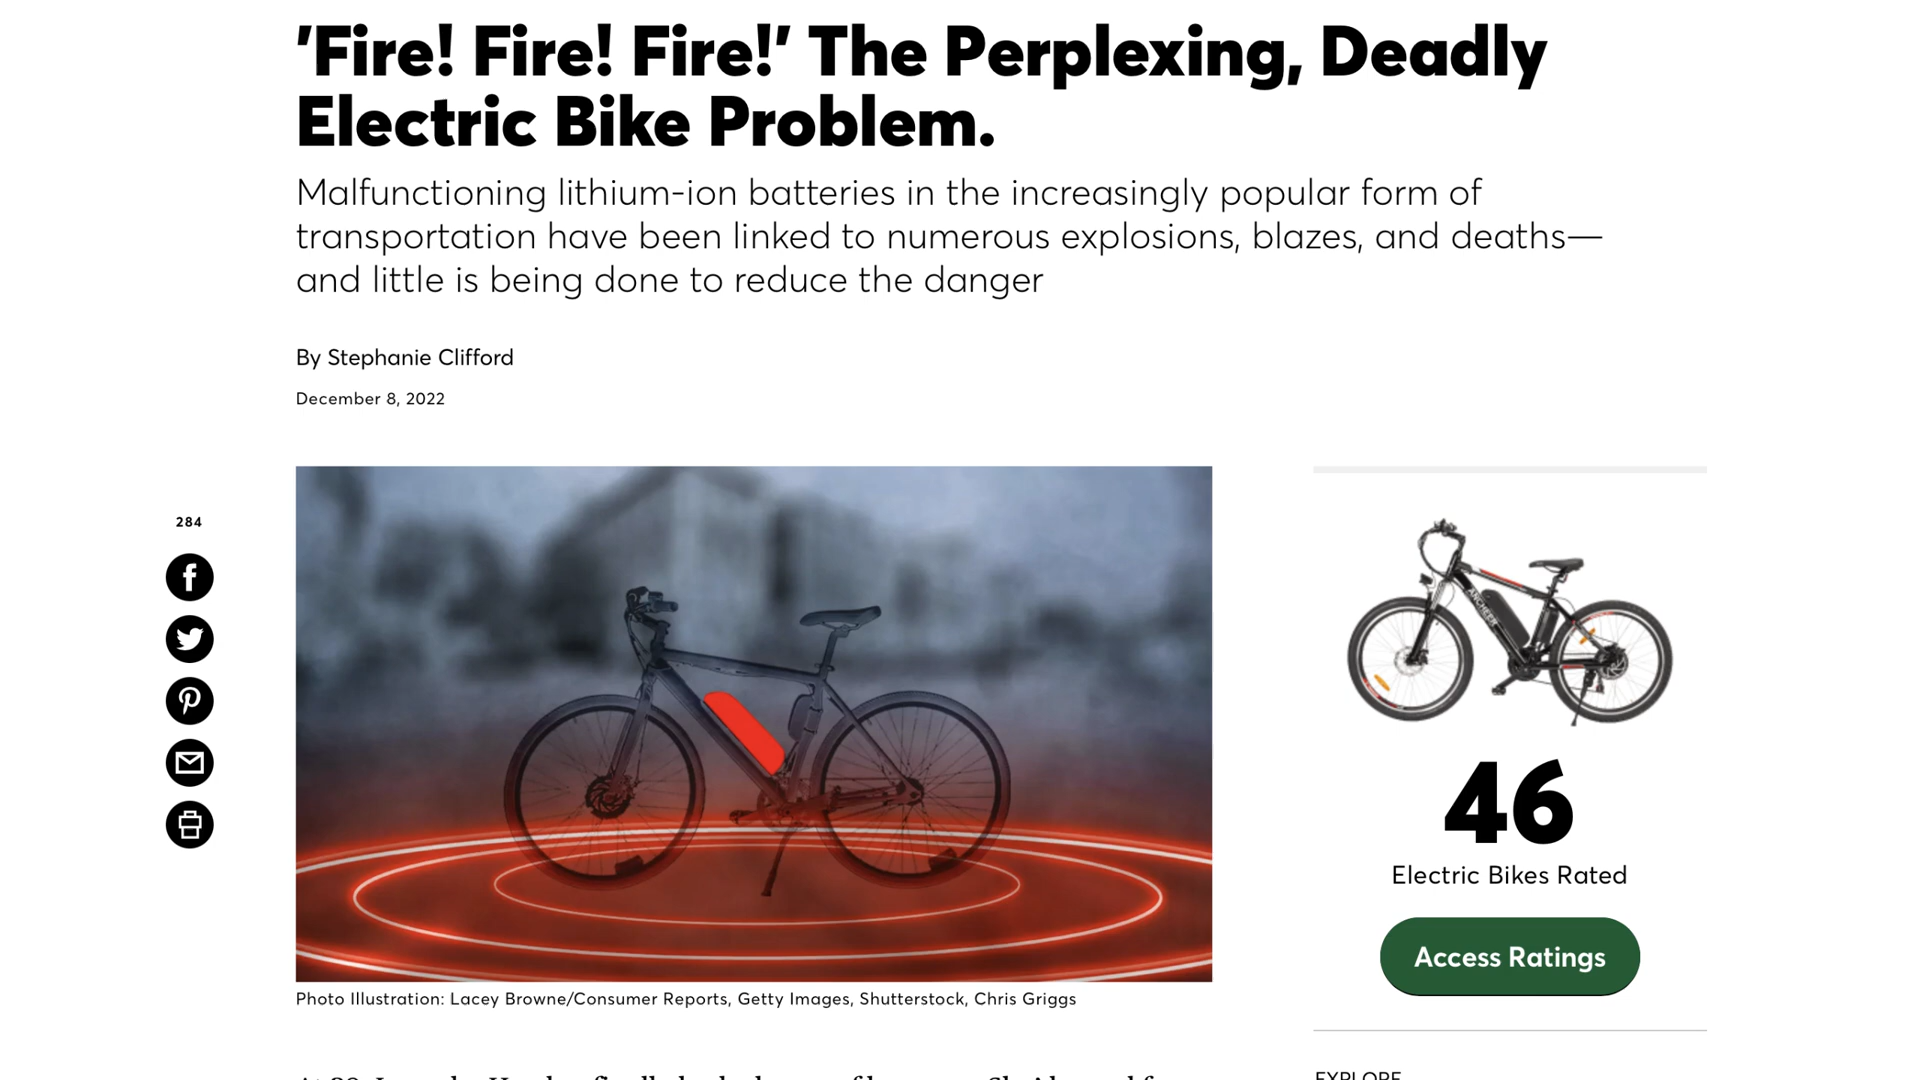 ’Fire! Fire! Fire!’ The Perplexing, Deadly
Electric Bike Problem.
Malfunctioning lithium-ion batteries in the increasingly popular form of
transportation have been linked to numerous explosions, blazes, and deaths—
and little is being done to reduce the danger
By Stephanie Clifford
December 8, 2022
284
Photo Illustration: Lacey Browne/Consumer Reports, Getty Images, Shutterstock, Chris Griggs
ANCHEER
46
Electric Bikes Rated
Access Ratings
EXPLORE